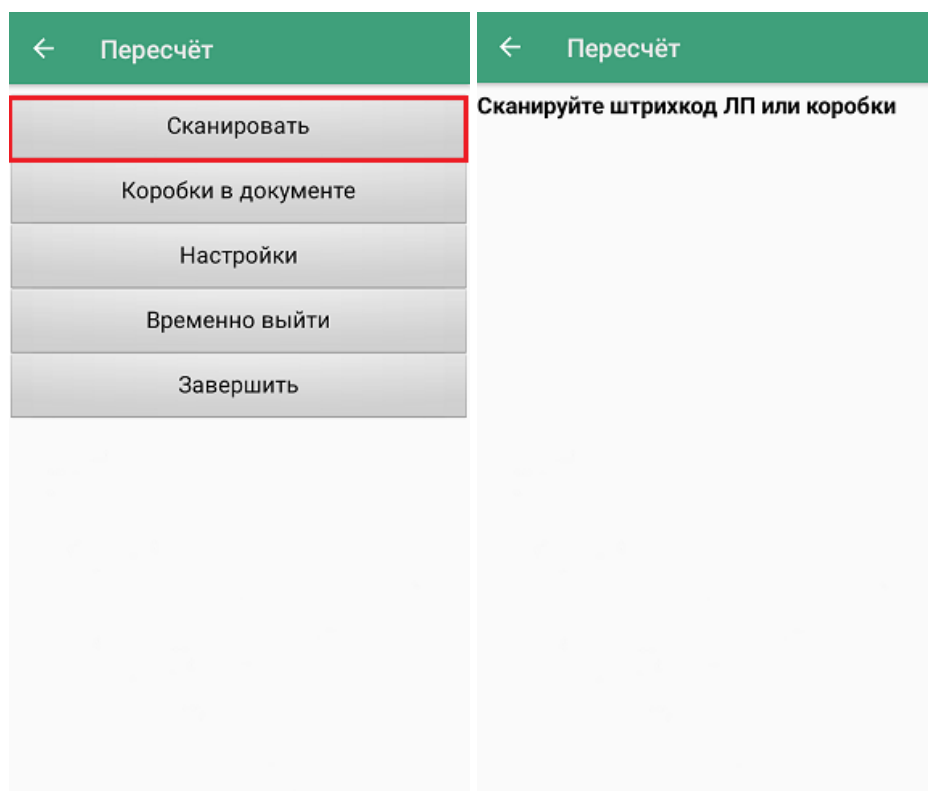 Пересчёт
Сканировать
Коробки в документе
Настройки
Временно выйти
Завершить
Пересчёт
Сканируйте штрихкод ЛП или коробки